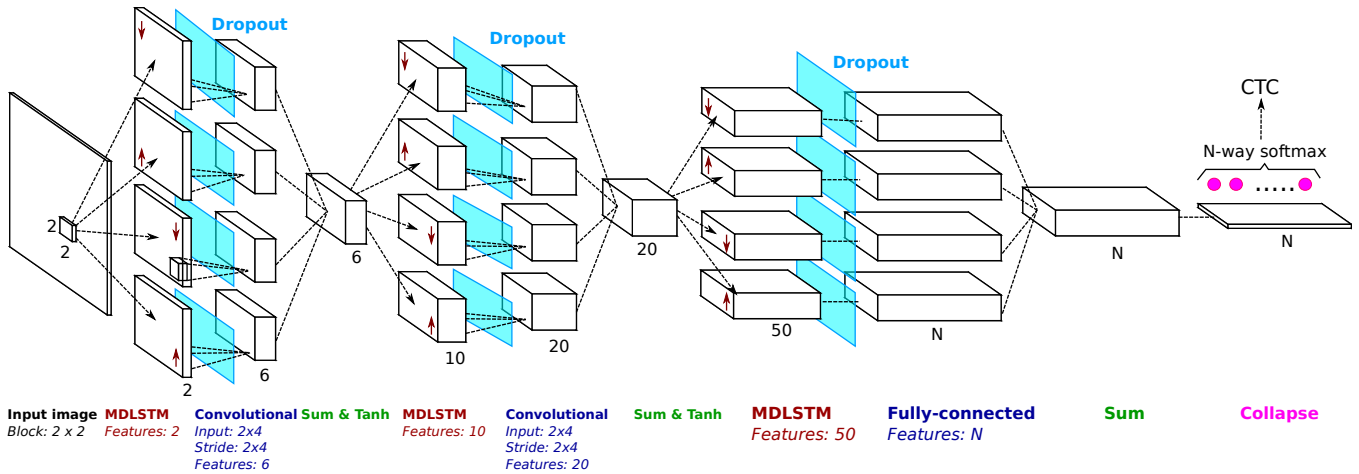 Dropout
Dropout
Dropout
CTC
N-way softmax
.....
2
2
6
20
N
N
2
6
10
20
50
N
Input image
Block: 2 x 2
MDLSTM
Features: 2
Convolutional
Input: 2x4
Stride: 2x4
Features: 6
Sum & Tanh
MDLSTM
Features: 10
Convolutional
Input: 2x4
Stride: 2x4
Features: 20
Sum & Tanh
MDLSTM
Features: 50
Fully-connected
Features: N
Sum
Collapse